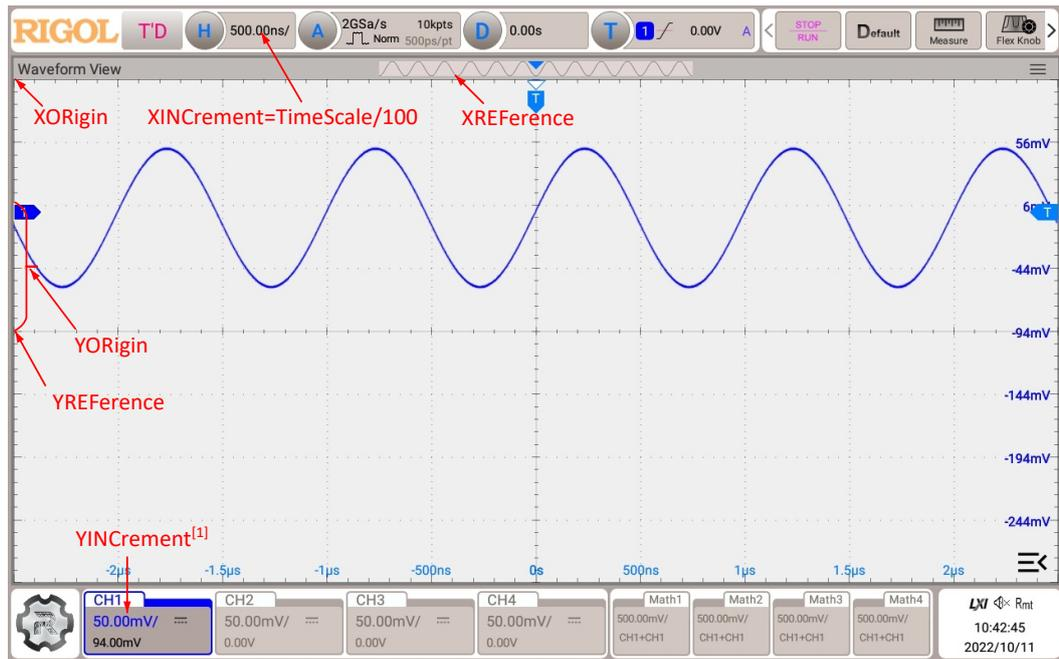 RIGOL T'D H 500.00ns/ A 2GSa/s 10kpts Norm 500ps/pt D 0.00s T 1 0.00V A STOP RUN Default Measure Flex Knob
Waveform View
T
XORigin XINCrement=TimeScale/100 XREFerence
56mV
T
-44mV
YORigin
-94mV
YREFerence
-144mV
-194mV
-244mV
YINCrement[1]
-2µs -1.5µs -1µs -500ns 0s 500ns 1µs 1.5µs 2µs
CH1 CH2 CH3 CH4 Math1 Math2 Math3 Math4
50.00mV/ 50.00mV/ 50.00mV/ 50.00mV/ 500.00mV/ 500.00mV/ 500.00mV/ 500.00mV/
94.00mV 0.00V 0.00V 0.00V CH1+CH1 CH1+CH1 CH1+CH1 CH1+CH1
LXI Rmt
10:42:45
2022/10/11